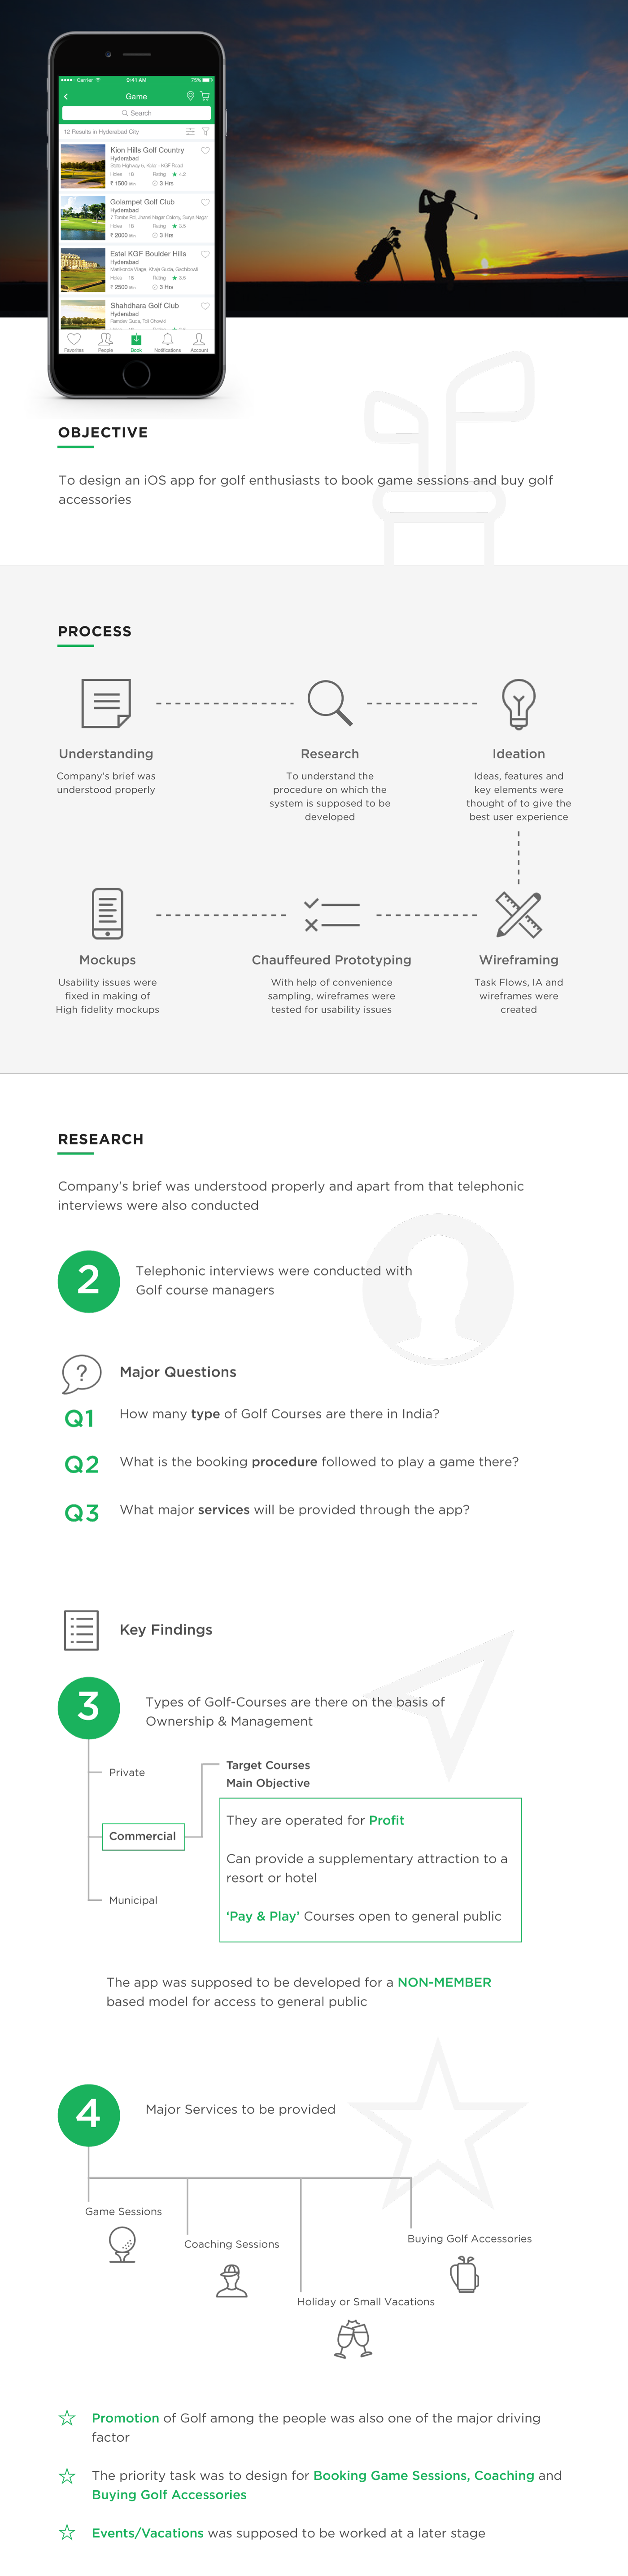 Carrier
9:41 AM
75%
Game
Search
12 Results in Hyderabad City
Kion Hills Golf Country
Hyderabad
State Highway 5, Kolar - KGF Road
Holes 18 Rating 4.2
₹ 1500 Min 3 Hrs
Golampet Golf Club
Hyderabad
7 Tombs Rd, Jhansi Nagar Colony, Surya Nagar
Holes 18 Rating 3.5
₹ 2000 Min 3 Hrs
Estel KGF Boulder Hills
Hyderabad
Manikonda Village, Khaja Guda, Gachibowli
Holes 18 Rating 3.5
₹ 2500 Min 3 Hrs
Shahdhara Golf Club
Hyderabad
Favorites People Book Notifications Account
OBJECTIVE
To design an iOS app for golf enthusiasts to book game sessions and buy golf
accessories
PROCESS
Understanding
Company's brief was
understood properly
Research
To understand the
procedure on which the
system is supposed to be
developed
Ideation
Ideas, features and
key elements were
thought of to give the
best user experience
Mockups
Usability issues were
fixed in making of
High fidelity mockups
Chauffeured Prototyping
With help of convenience
sampling, wireframes were
tested for usability issues
Wireframing
Task Flows, IA and
wireframes were
created
RESEARCH
Company's brief was understood properly and apart from that telephonic
interviews were also conducted
2
Telephonic interviews were conducted with
Golf course managers
?
Major Questions
Q1 How many type of Golf Courses are there in India?
Q2 What is the booking procedure followed to play a game there?
Q3 What major services will be provided through the app?
Key Findings
3
Types of Golf-Courses are there on the basis of
Ownership & Management
Private
Commercial
Municipal
Target Courses
Main Objective
They are operated for Profit
Can provide a supplementary attraction to a
resort or hotel
‘Pay & Play’ Courses open to general public
The app was supposed to be developed for a NON-MEMBER
based model for access to general public
4
Major Services to be provided
Game Sessions
Coaching Sessions
Buying Golf Accessories
Holiday or Small Vacations
Promotion of Golf among the people was also one of the major driving
factor
The priority task was to design for Booking Game Sessions, Coaching and
Buying Golf Accessories
Events/Vacations was supposed to be worked at a later stage